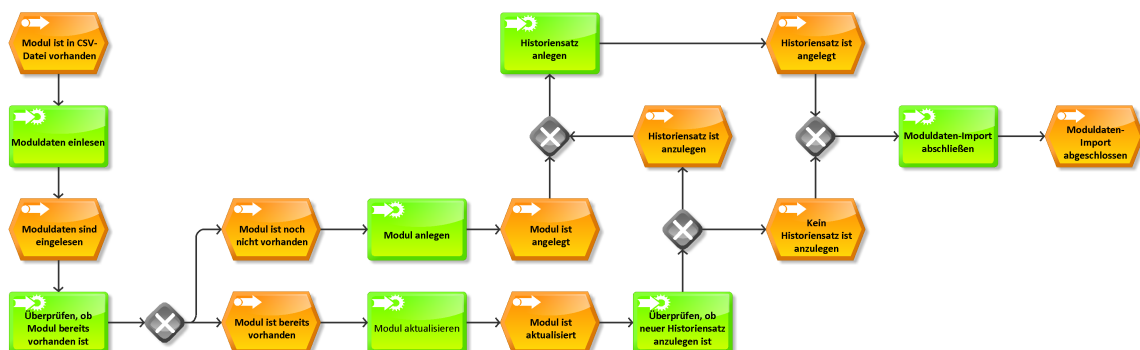 Modul ist in CSV-
Datei vorhanden
Moduldaten einlesen
Moduldaten sind
eingelesen
Überprüfen, ob
Modul bereits
vorhanden ist
Modul ist noch
nicht vorhanden
Modul anlegen
Modul ist
angelegt
Modul ist bereits
vorhanden
Modul aktualisieren
Modul ist
aktualisiert
Überprüfen, ob
neuer Historiensatz
anzulegen ist
Historiensatz ist
anzulegen
Kein
Historiensatz ist
anzulegen
Historiensatz
anlegen
Historiensatz ist
angelegt
Moduldaten-Import
abschließen
Moduldaten-
Import
abgeschlossen